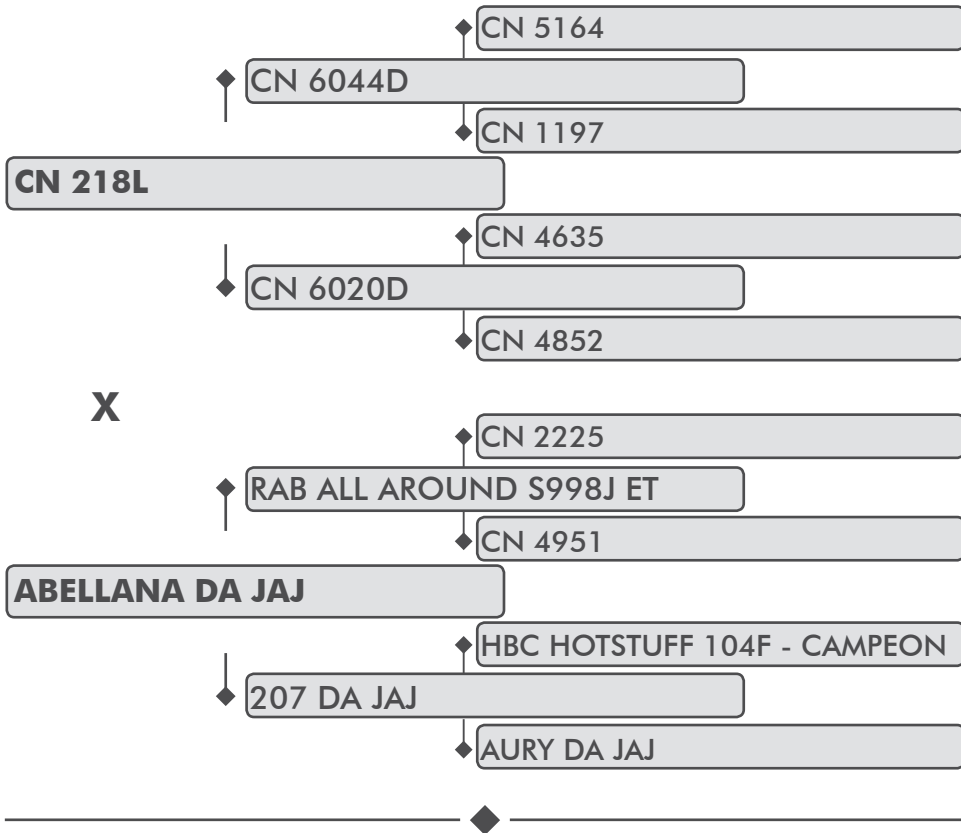 CN 5164
CN 6044D
CN 1197
CN 218L
CN 4635
CN 6020D
CN 4852
X
CN 2225
RAB ALL AROUND S998J ET
CN 4951
ABELLANA DA JAJ
HBC HOTSTUFF 104F - CAMPEON
207 DA JAJ
AURY DA JAJ